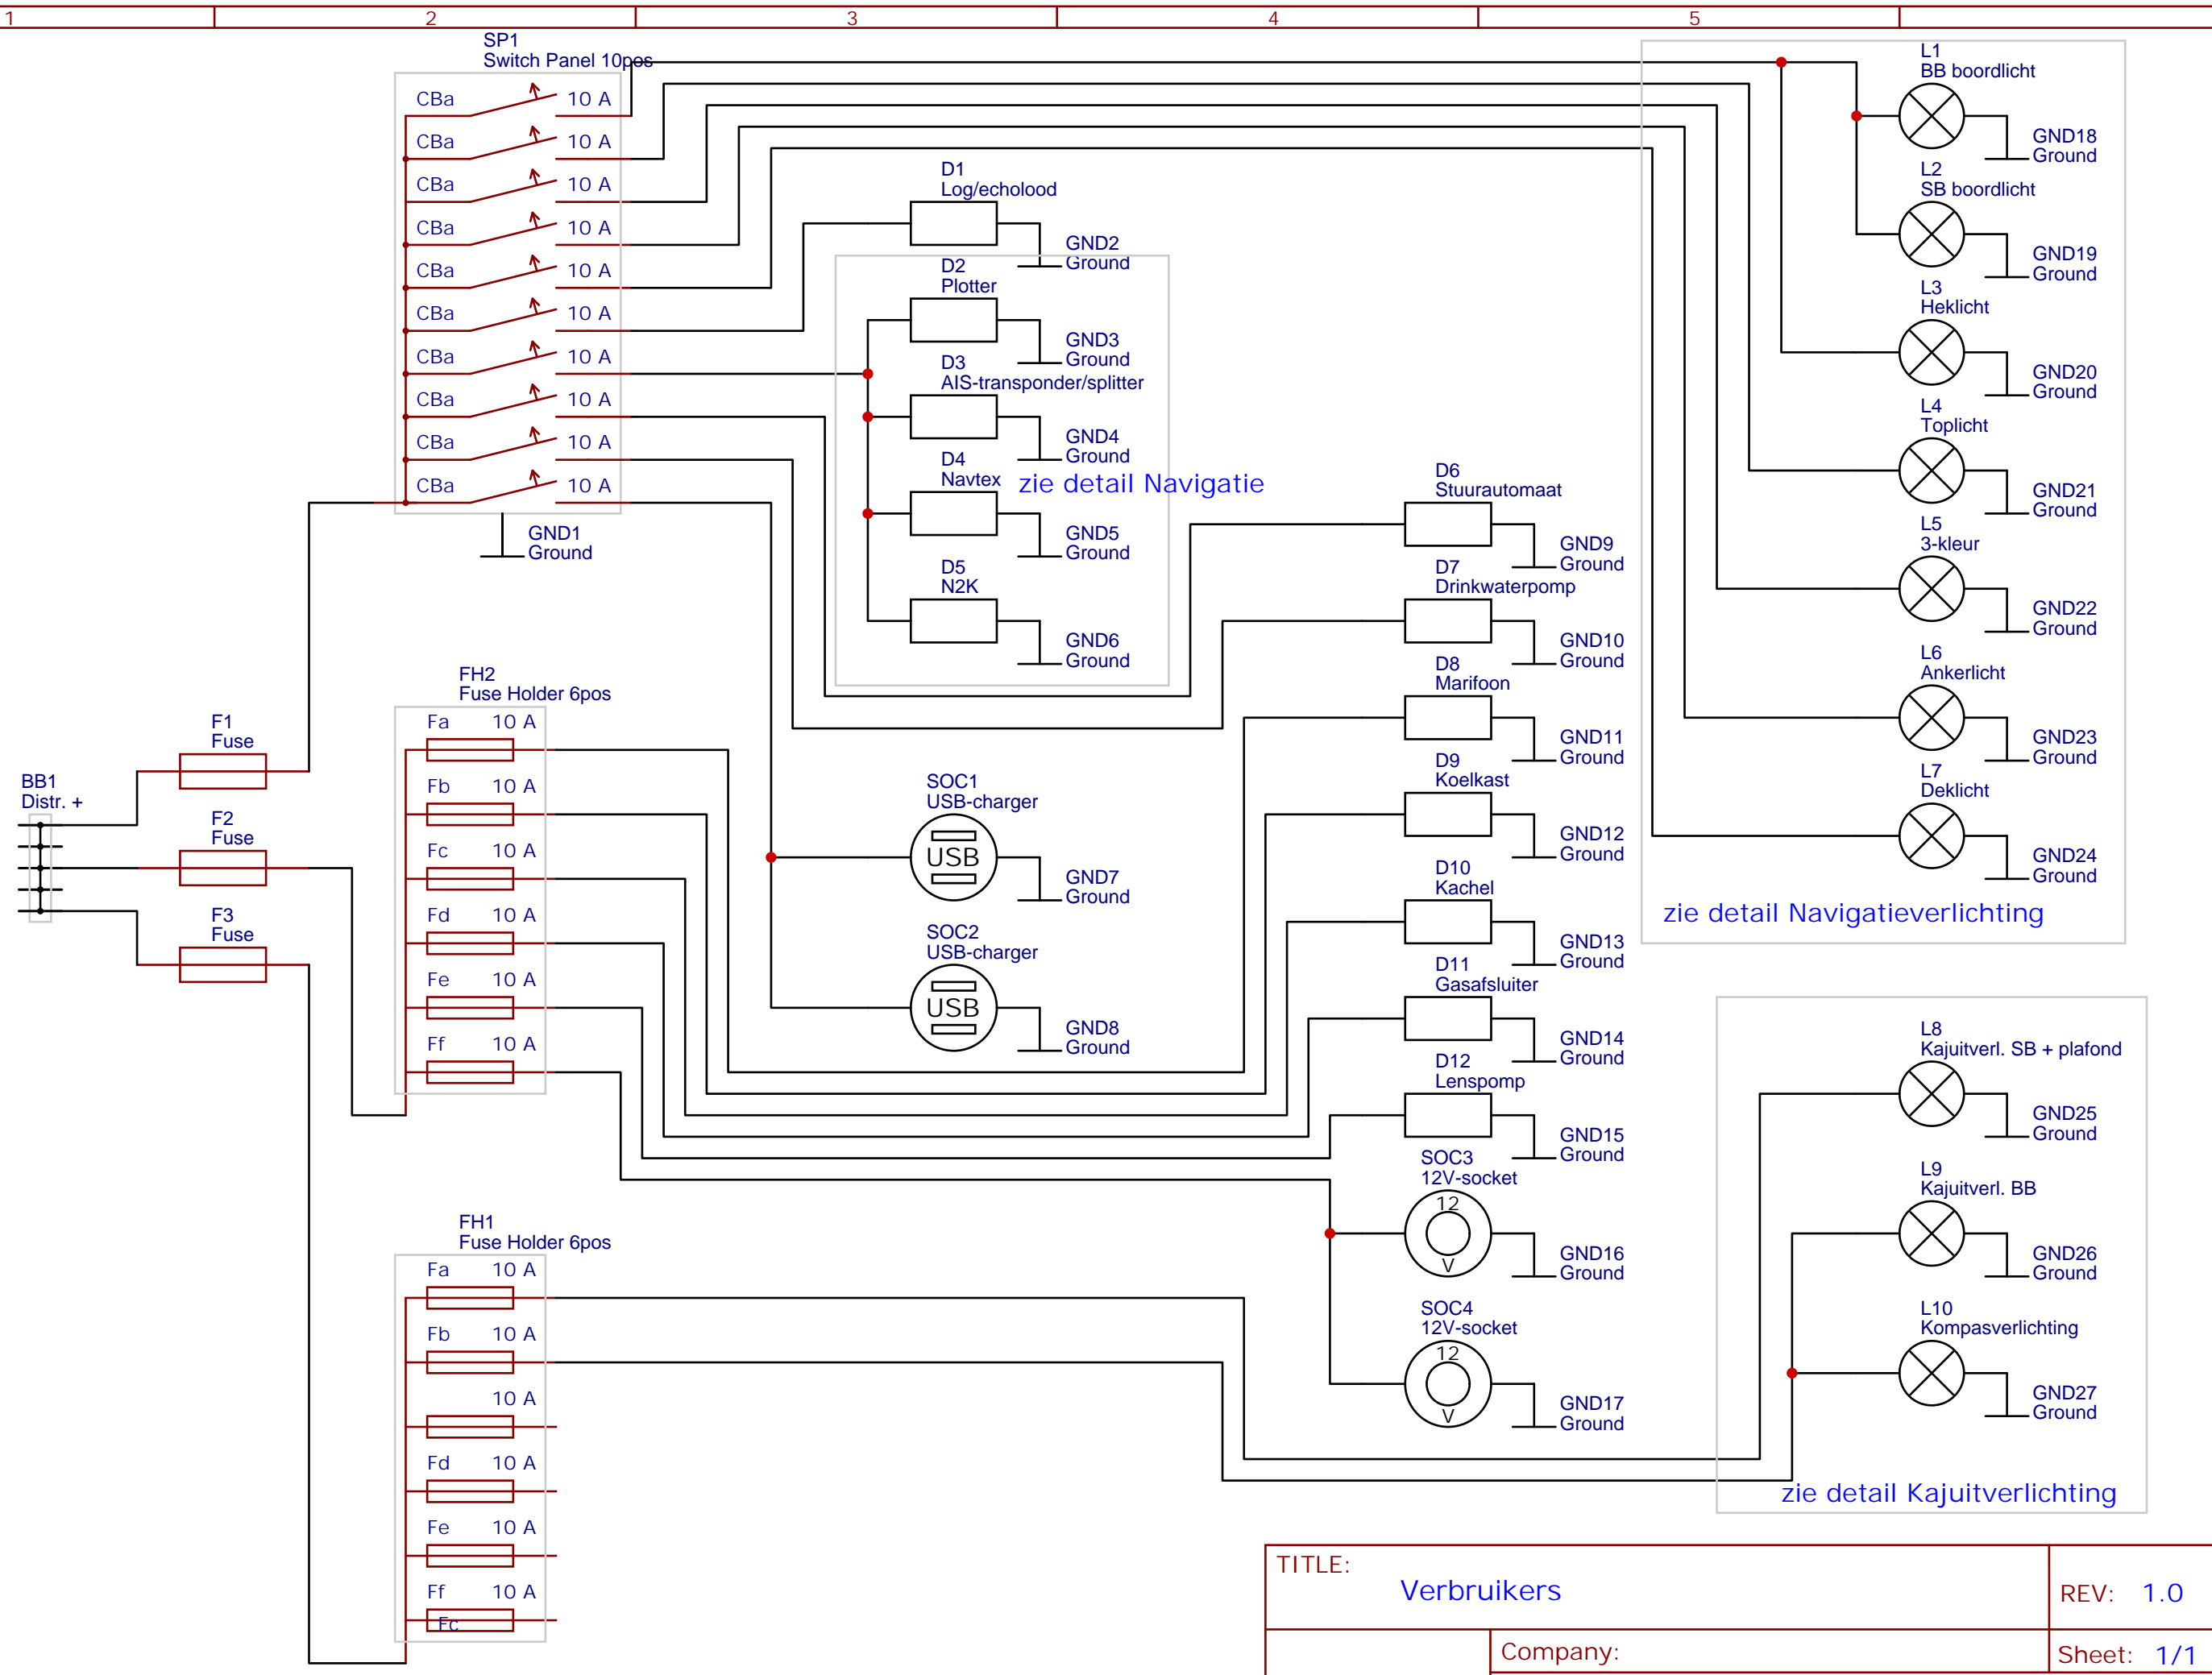 1
2
3
4
5
SP1
Switch Panel 10pos
CBa 10 A
CBa 10 A
CBa 10 A
CBa 10 A
CBa 10 A
CBa 10 A
CBa 10 A
CBa 10 A
CBa 10 A
CBa 10 A
GND1
Ground
BB1
Distr. +
F1
Fuse
F2
Fuse
F3
Fuse
FH2
Fuse Holder 6pos
Fa 10 A
Fb 10 A
Fc 10 A
Fd 10 A
Fe 10 A
Ff 10 A
FH1
Fuse Holder 6pos
Fa 10 A
Fb 10 A
10 A
Fd 10 A
Fe 10 A
Ff 10 A
Fc
D1
Log/echolood
GND2
Ground
D2
Plotter
GND3
Ground
D3
AIS-transponder/splitter
GND4
Ground
D4
Navtex
zie detail Navigatie
GND5
Ground
D5
N2K
GND6
Ground
SOC1
USB-charger
USB
GND7
Ground
SOC2
USB-charger
USB
GND8
Ground
D6
Stuurautomaat
GND9
Ground
D7
Drinkwaterpomp
GND10
Ground
D8
Marifoon
GND11
Ground
D9
Koelkast
GND12
Ground
D10
Kachel
GND13
Ground
D11
Gasafsluiter
GND14
Ground
D12
Lenspomp
GND15
Ground
SOC3
12V-socket
12
V
GND16
Ground
SOC4
12V-socket
12
V
GND17
Ground
L1
BB boordlicht
GND18
Ground
L2
SB boordlicht
GND19
Ground
L3
Heklicht
GND20
Ground
L4
Toplicht
GND21
Ground
L5
3-kleur
GND22
Ground
L6
Ankerlicht
GND23
Ground
L7
Deklicht
GND24
Ground
zie detail Navigatieverlichting
L8
Kajuitverl. SB + plafond
GND25
Ground
L9
Kajuitverl. BB
GND26
Ground
L10
Kompasverlichting
GND27
Ground
zie detail Kajuitverlichting
TITLE:
Verbruikers
REV: 1.0
Company:
Sheet: 1/1